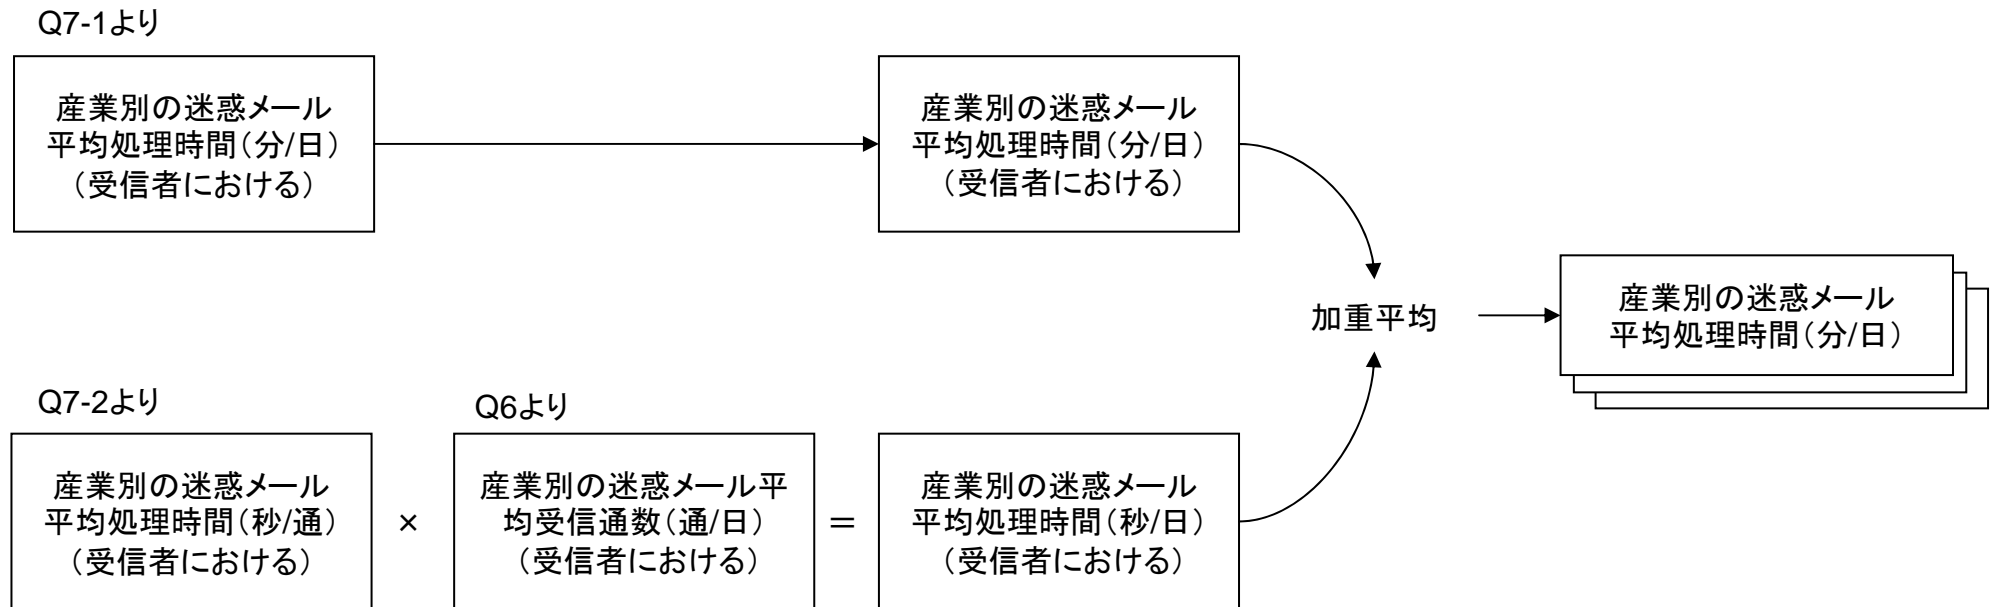 Q7-1より
産業別の迷惑メール
平均処理時間（分/日）
（受信者における）
産業別の迷惑メール
平均処理時間（分/日）
（受信者における）
加重平均
産業別の迷惑メール
平均処理時間（分/日）
Q7-2より
産業別の迷惑メール
平均処理時間（秒/通）
（受信者における）
×
Q6より
産業別の迷惑メール平
均受信通数（通/日）
（受信者における）
＝
産業別の迷惑メール
平均処理時間（秒/日）
（受信者における）